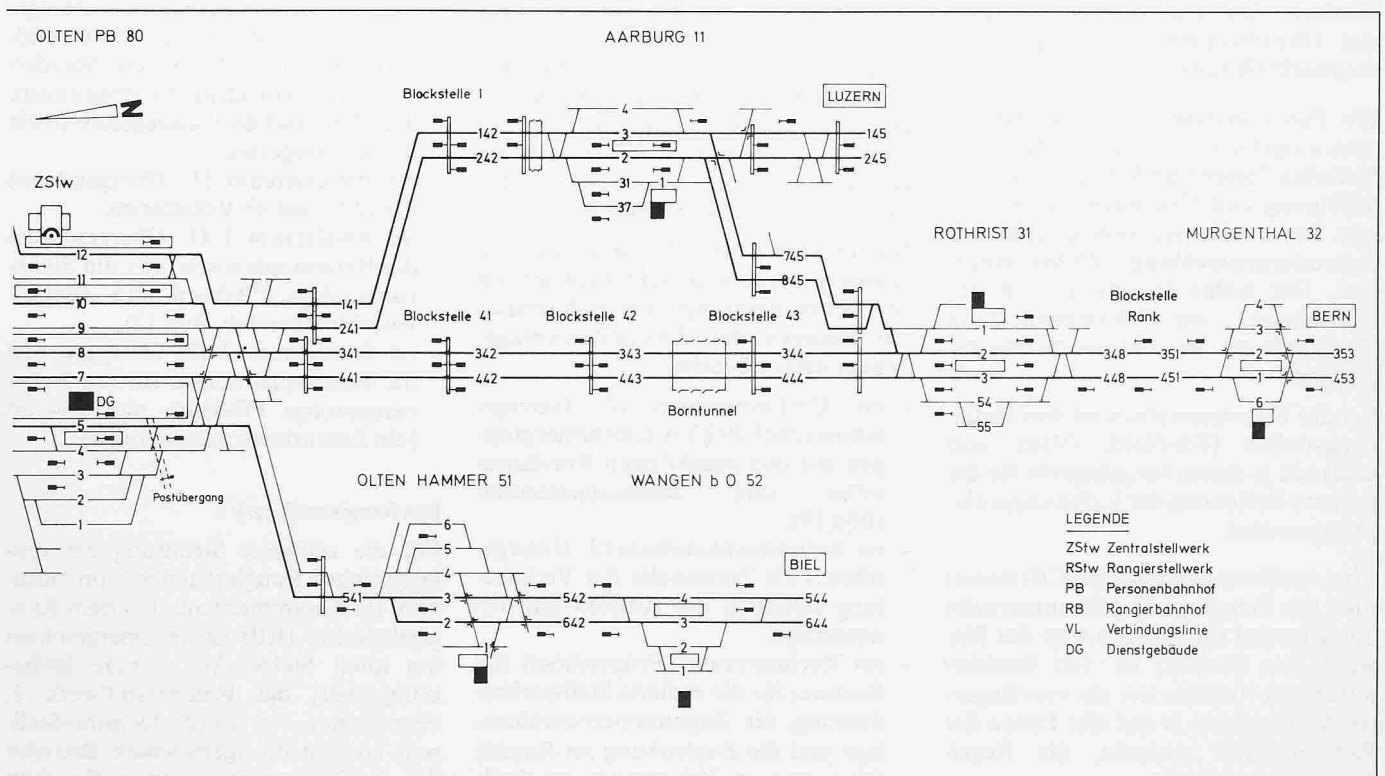 OLTEN PB 80
AARBURG 11
N
Blockstelle 1
LUZERN
ZStw
4
142 3 145
242 2 245
31 1
37
ROTHRIST 31
MURGENTHAL 32
12
745
845
11
10
141
9
241
Blockstelle 41
Blockstelle 42
Blockstelle 43
Blockstelle
Rank
1
4
3
BERN
8
341 342 343 344 2 348 351 2 353
7
441 442 443 444 3 448 451 1 453
DG
Borntunnel
54
55
6
5
4
3
2
1
Postübergang
OLTEN HAMMER 51
WANGEN b O 52
LEGENDE
ZStw Zentralstellwerk
RStw Rangierstellwerk
PB Personenbahnhof
RB Rangierbahnhof
VL Verbindungslinie
DG Dienstgebäude
6
5
4
BIEL
541 3 542 4 544
2 642 3 644
1
2
1